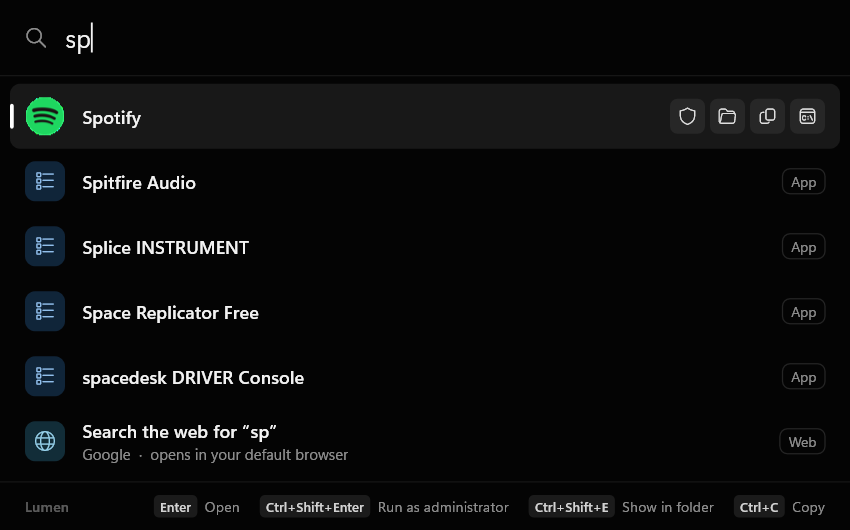 sp
Spotify
C:\
Spitfire Audio App
Splice INSTRUMENT App
Space Replicator Free App
spacedesk DRIVER Console App
Search the web for “sp”
Google · opens in your default browser Web
Lumen Enter Open Ctrl+Shift+Enter Run as administrator Ctrl+Shift+E Show in folder Ctrl+C Copy